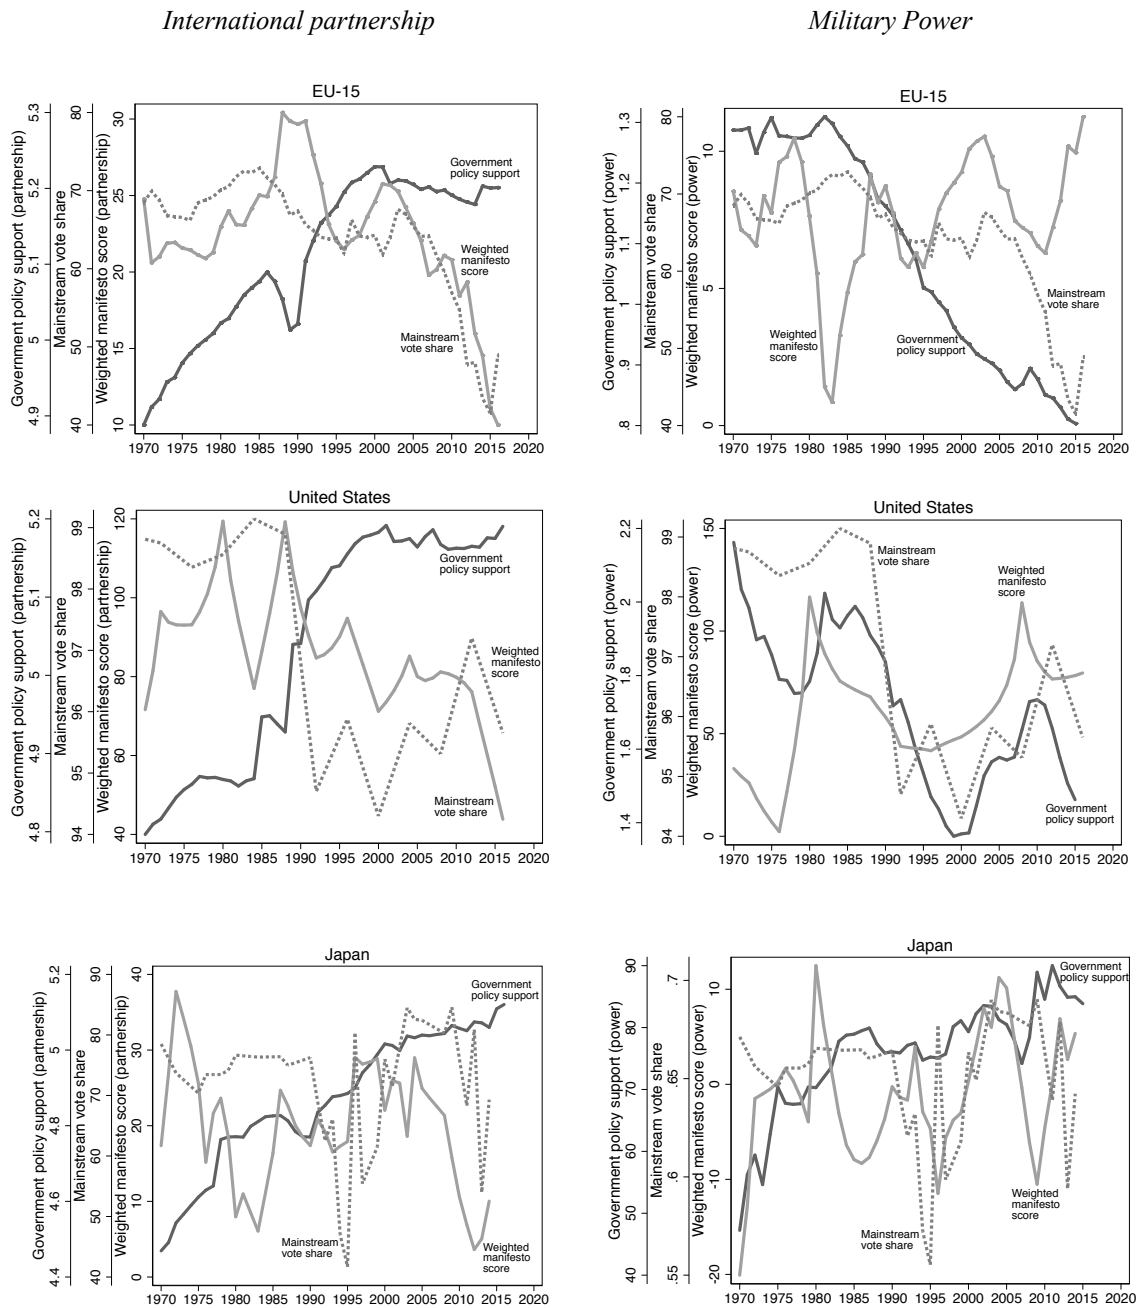 International partnership
Military Power
EU-15
Government policy support (partnership)
4.9 5 5.1 5.2 5.3
Mainstream vote share
40 50 60 70 80
Weighted manifesto score (partnership)
10 15 20 25 30
Government
policy support
Weighted
manifesto
score
Mainstream
vote share
1970 1975 1980 1985 1990 1995 2000 2005 2010 2015 2020
EU-15
Government policy support (power)
.8 .9 1 1.1 1.2 1.3
Mainstream vote share
40 50 60 70 80
Weighted manifesto score (power)
0 5 10
Mainstream
vote share
Weighted
manifesto
score
Government
policy support
1970 1975 1980 1985 1990 1995 2000 2005 2010 2015 2020
United States
Government policy support (partnership)
4.8 4.9 5 5.1 5.2
Mainstream vote share
94 95 96 97 98 99
Weighted manifesto score (partnership)
40 60 80 100 120
Government
policy support
Weighted
manifesto
score
Mainstream
vote share
1970 1975 1980 1985 1990 1995 2000 2005 2010 2015 2020
United States
Government policy support (power)
1.4 1.6 1.8 2 2.2
Mainstream vote share
94 95 96 97 98 99
Weighted manifesto score (power)
0 50 100 150
Mainstream
vote share
Weighted
manifesto
score
Government
policy support
1970 1975 1980 1985 1990 1995 2000 2005 2010 2015 2020
Japan
Government policy support (partnership)
4.4 4.6 4.8 5 5.2
Mainstream vote share
40 50 60 70 80 90
Weighted manifesto score (partnership)
0 10 20 30 40
Government
policy support
Mainstream
vote share
Weighted
manifesto
score
1970 1975 1980 1985 1990 1995 2000 2005 2010 2015 2020
Japan
Government policy support (power)
40 50 60 70 80 90
Mainstream vote share
.55 .6 .65 .7
Weighted manifesto score (power)
-20 -10 0 10
Government
policy support
Weighted
manifesto
score
Mainstream
vote share
1970 1975 1980 1985 1990 1995 2000 2005 2010 2015 2020